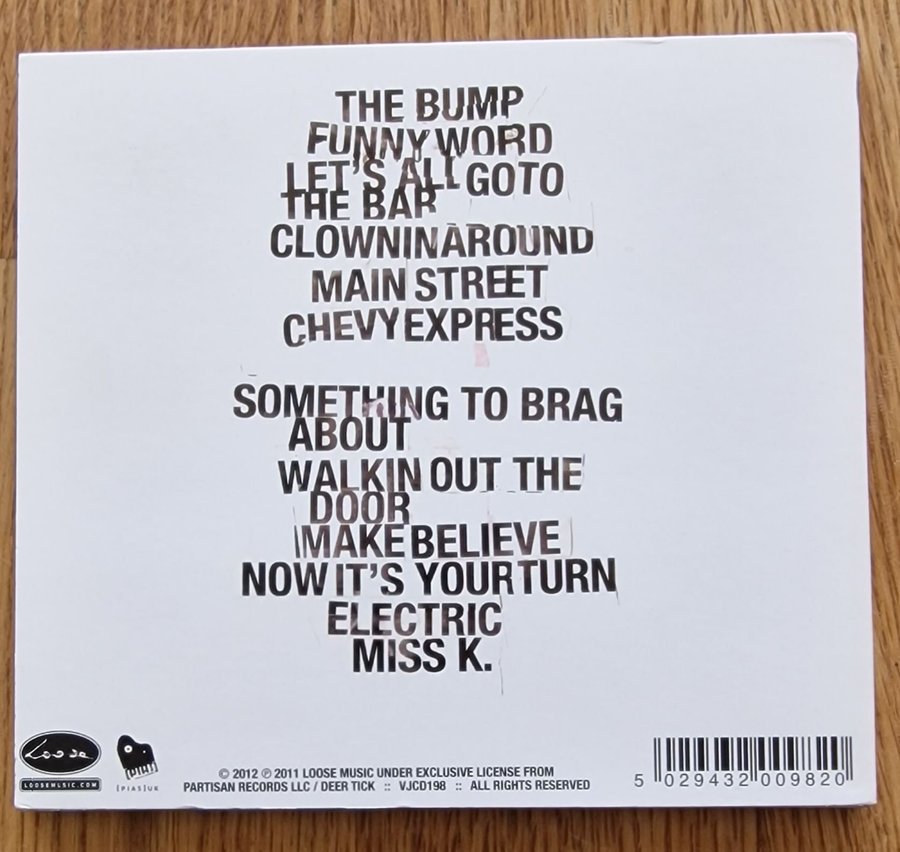 THE BUMP
FUNNY WORD
LET'S ALL GOTO
THE BAR
CLOWNIN AROUND
MAIN STREET
CHEVY EXPRESS
SOMETHING TO BRAG
ABOUT
WALKIN OUT THE
DOOR
MAKE BELIEVE
NOW IT'S YOUR TURN
ELECTRIC
MISS K.
Loose
LOOSEMUSIC.COM
[PIAS]UK
© 2012 ℗ 2011 LOOSE MUSIC UNDER EXCLUSIVE LICENSE FROM
PARTISAN RECORDS LLC / DEER TICK :: VJCD198 :: ALL RIGHTS RESERVED
5 029432 009820